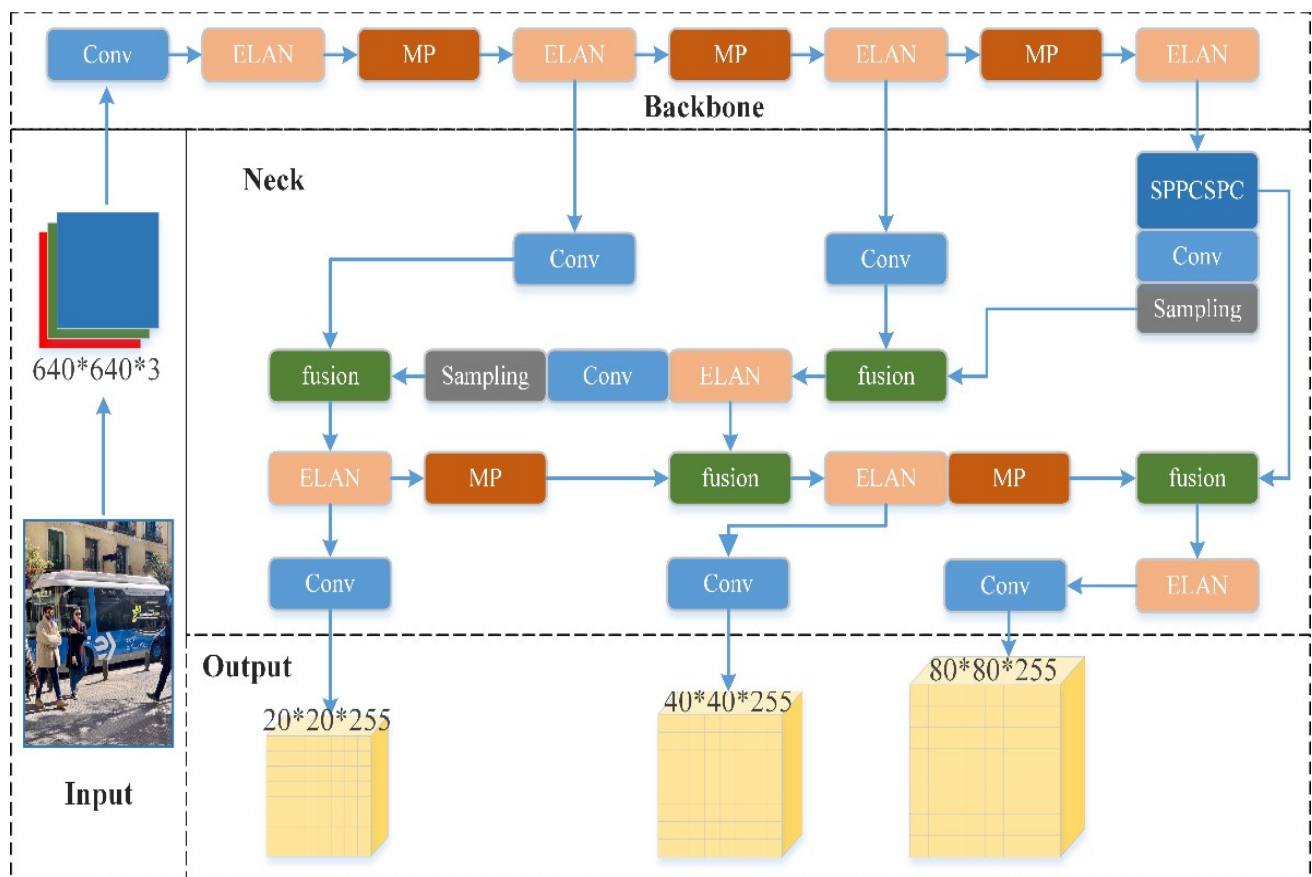 Conv ELAN MP ELAN MP ELAN MP ELAN
Backbone
Neck
SPPCSPC
Conv Conv Conv
Sampling
640*640*3
fusion Sampling Conv ELAN fusion
ELAN MP fusion ELAN MP fusion
Conv Conv Conv ELAN
Output
20*20*255 40*40*255 80*80*255
Input